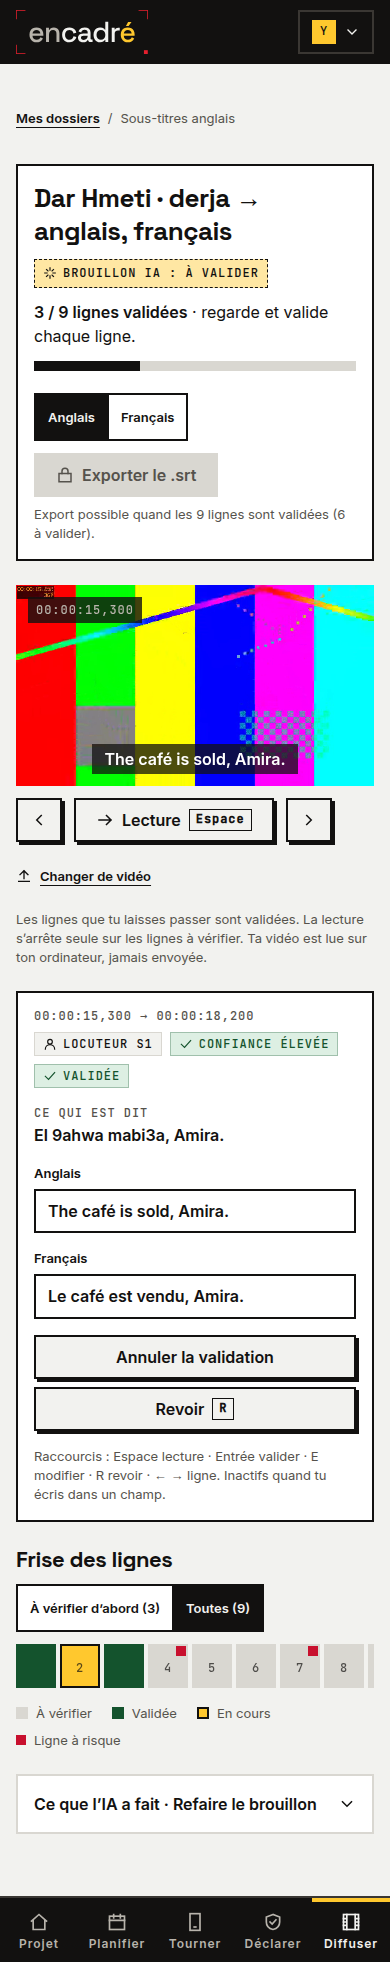 encadré
Y
Mes dossiers / Sous-titres anglais
Dar Hmeti · derja →
anglais, français
BROUILLON IA : À VALIDER
3 / 9 lignes validées · regarde et valide
chaque ligne.
Anglais Français
Exporter le .srt
Export possible quand les 9 lignes sont validées (6
à valider).
00:00:15,300
The café is sold, Amira.
Lecture Espace
Changer de vidéo
Les lignes que tu laisses passer sont validées. La lecture
s’arrête seule sur les lignes à vérifier. Ta vidéo est lue sur
ton ordinateur, jamais envoyée.
00:00:15,300 → 00:00:18,200
LOCUTEUR S1 CONFIANCE ÉLEVÉE
VALIDÉE
CE QUI EST DIT
El 9ahwa mabi3a, Amira.
Anglais
The café is sold, Amira.
Français
Le café est vendu, Amira.
Annuler la validation
Revoir R
Raccourcis : Espace lecture · Entrée valider · E
modifier · R revoir · ← → ligne. Inactifs quand tu
écris dans un champ.
Frise des lignes
À vérifier d’abord (3) Toutes (9)
2 4 5 6 7 8
À vérifier Validée En cours
Ligne à risque
Ce que l’IA a fait · Refaire le brouillon
Projet Planifier Tourner Déclarer Diffuser